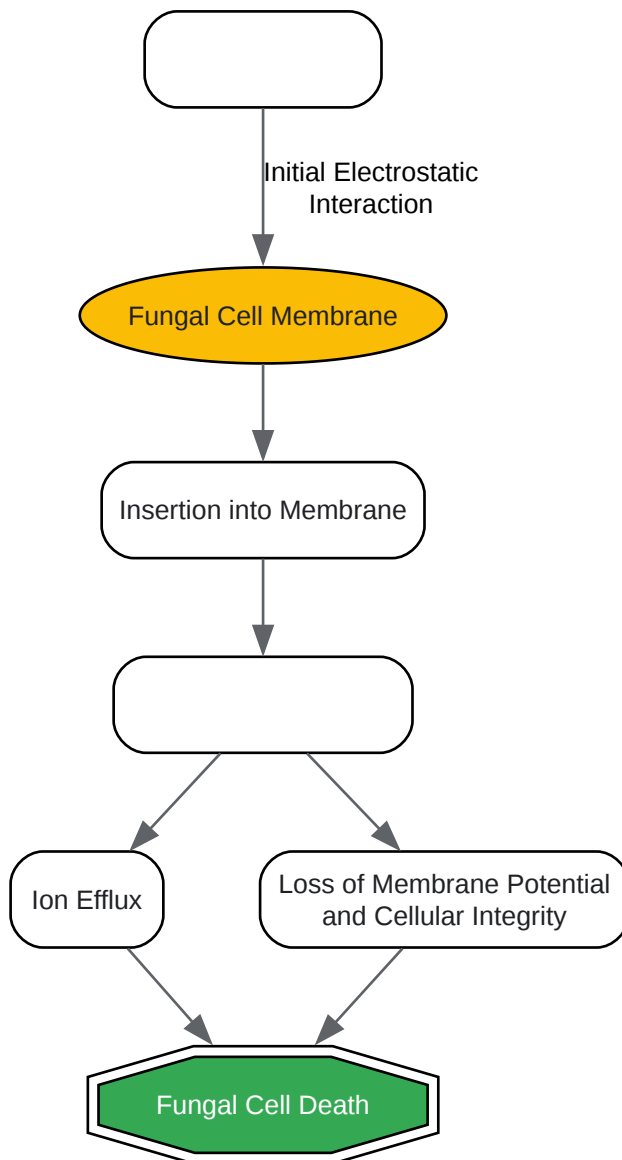 Initial Electrostatic
Interaction
Fungal Cell Membrane
Insertion into Membrane
Ion Efflux
Loss of Membrane Potential
and Cellular Integrity
Fungal Cell Death